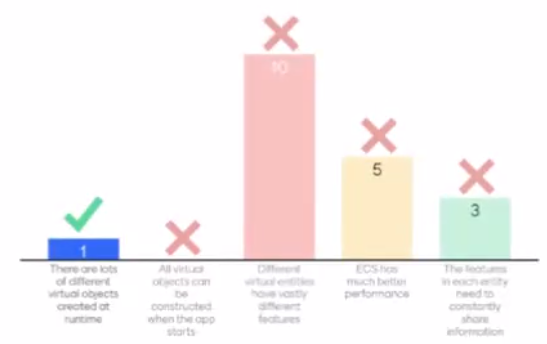 10
5
3
1
There are lots
of different
virtual objects
created at
runtime
All virtual
objects can
be
constructed
when the app
starts
Different
virtual entities
have vastly
different
features
ECS has
much better
performance
The features
in each entity
need to
constantly
share
information